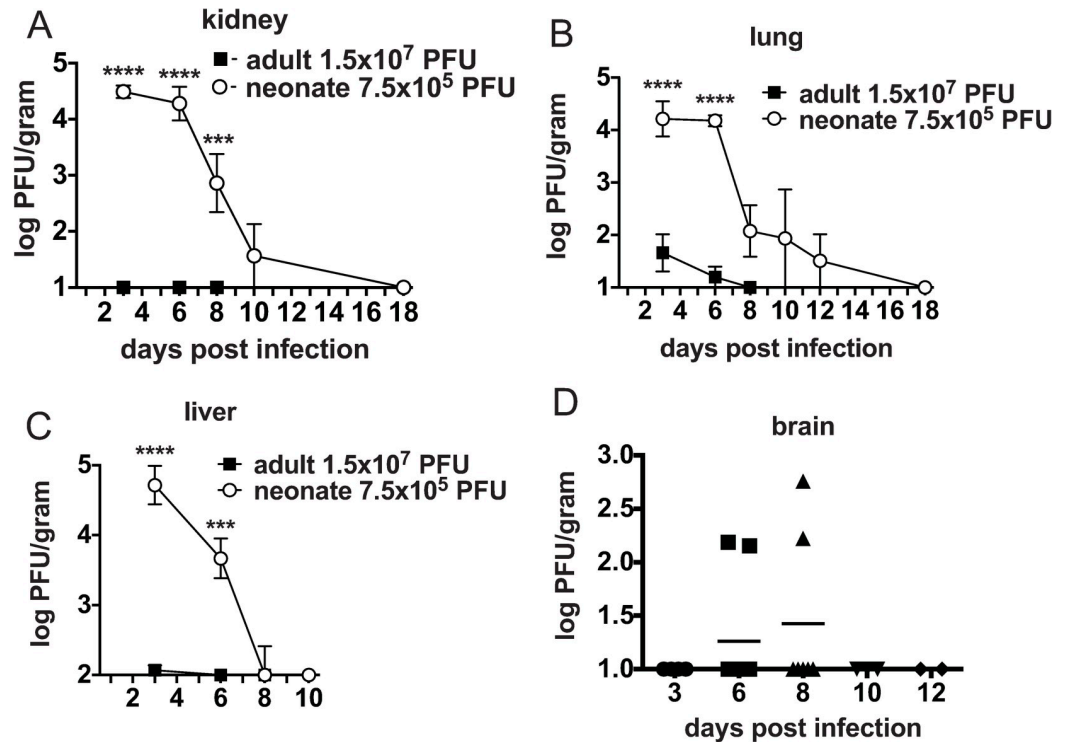 A
kidney
adult 1.5x10⁷ PFU
neonate 7.5x10⁵ PFU
**** **** ***
log PFU/gram
5
4
3
2
1
2 4 6 8 10 12 14 16 18
days post infection
B
lung
adult 1.5x10⁷ PFU
neonate 7.5x10⁵ PFU
**** ****
log PFU/gram
5
4
3
2
1
2 4 6 8 10 12 14 16 18
days post infection
C
liver
adult 1.5x10⁷ PFU
neonate 7.5x10⁵ PFU
**** ***
log PFU/gram
5
4
3
2
2 4 6 8 10
D
brain
log PFU/gram
3.0
2.5
2.0
1.5
1.0
3 6 8 10 12
days post infection